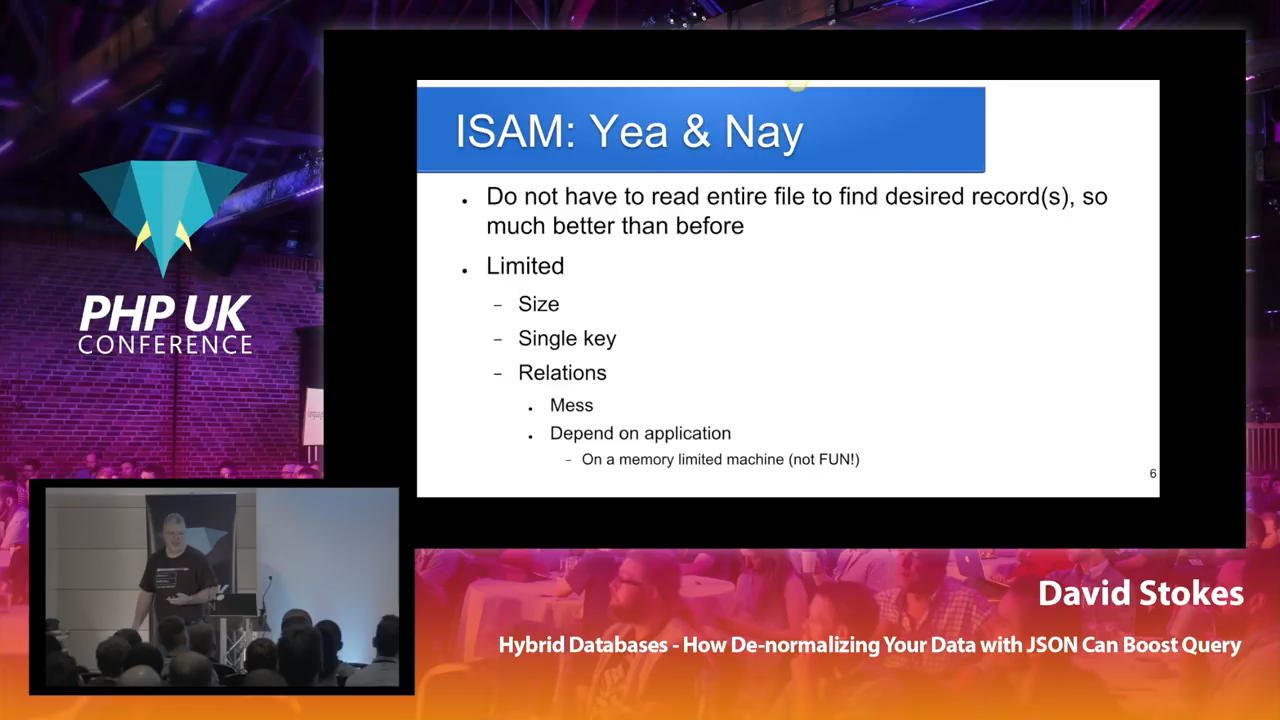 ISAM: Yea & Nay
Do not have to read entire file to find desired record(s), so
much better than before
Limited
– Size
– Single key
– Relations
Mess
Depend on application
– On a memory limited machine (not FUN!)
6
PHP UK
CONFERENCE
David Stokes
Hybrid Databases - How De-normalizing Your Data with JSON Can Boost Query